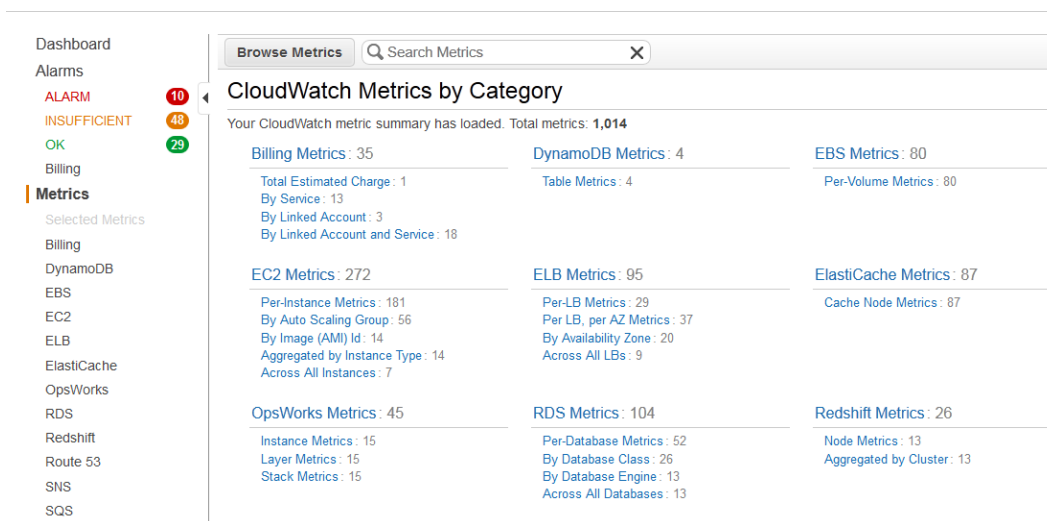 Dashboard
Alarms
ALARM 10
INSUFFICIENT 48
OK 29
Billing
Metrics
Selected Metrics
Billing
DynamoDB
EBS
EC2
ELB
ElastiCache
OpsWorks
RDS
Redshift
Route 53
SNS
SQS
Browse Metrics Search Metrics X
CloudWatch Metrics by Category
Your CloudWatch metric summary has loaded. Total metrics: 1,014
Billing Metrics: 35
Total Estimated Charge: 1
By Service: 13
By Linked Account: 3
By Linked Account and Service: 18
DynamoDB Metrics: 4
Table Metrics: 4
EBS Metrics: 80
Per-Volume Metrics: 80
EC2 Metrics: 272
Per-Instance Metrics: 181
By Auto Scaling Group: 56
By Image (AMI) Id: 14
Aggregated by Instance Type: 14
Across All Instances: 7
ELB Metrics: 95
Per-LB Metrics: 29
Per LB, per AZ Metrics: 37
By Availability Zone: 20
Across All LBs: 9
ElastiCache Metrics: 87
Cache Node Metrics: 87
OpsWorks Metrics: 45
Instance Metrics: 15
Layer Metrics: 15
Stack Metrics: 15
RDS Metrics: 104
Per-Database Metrics: 52
By Database Class: 26
By Database Engine: 13
Across All Databases: 13
Redshift Metrics: 26
Node Metrics: 13
Aggregated by Cluster: 13